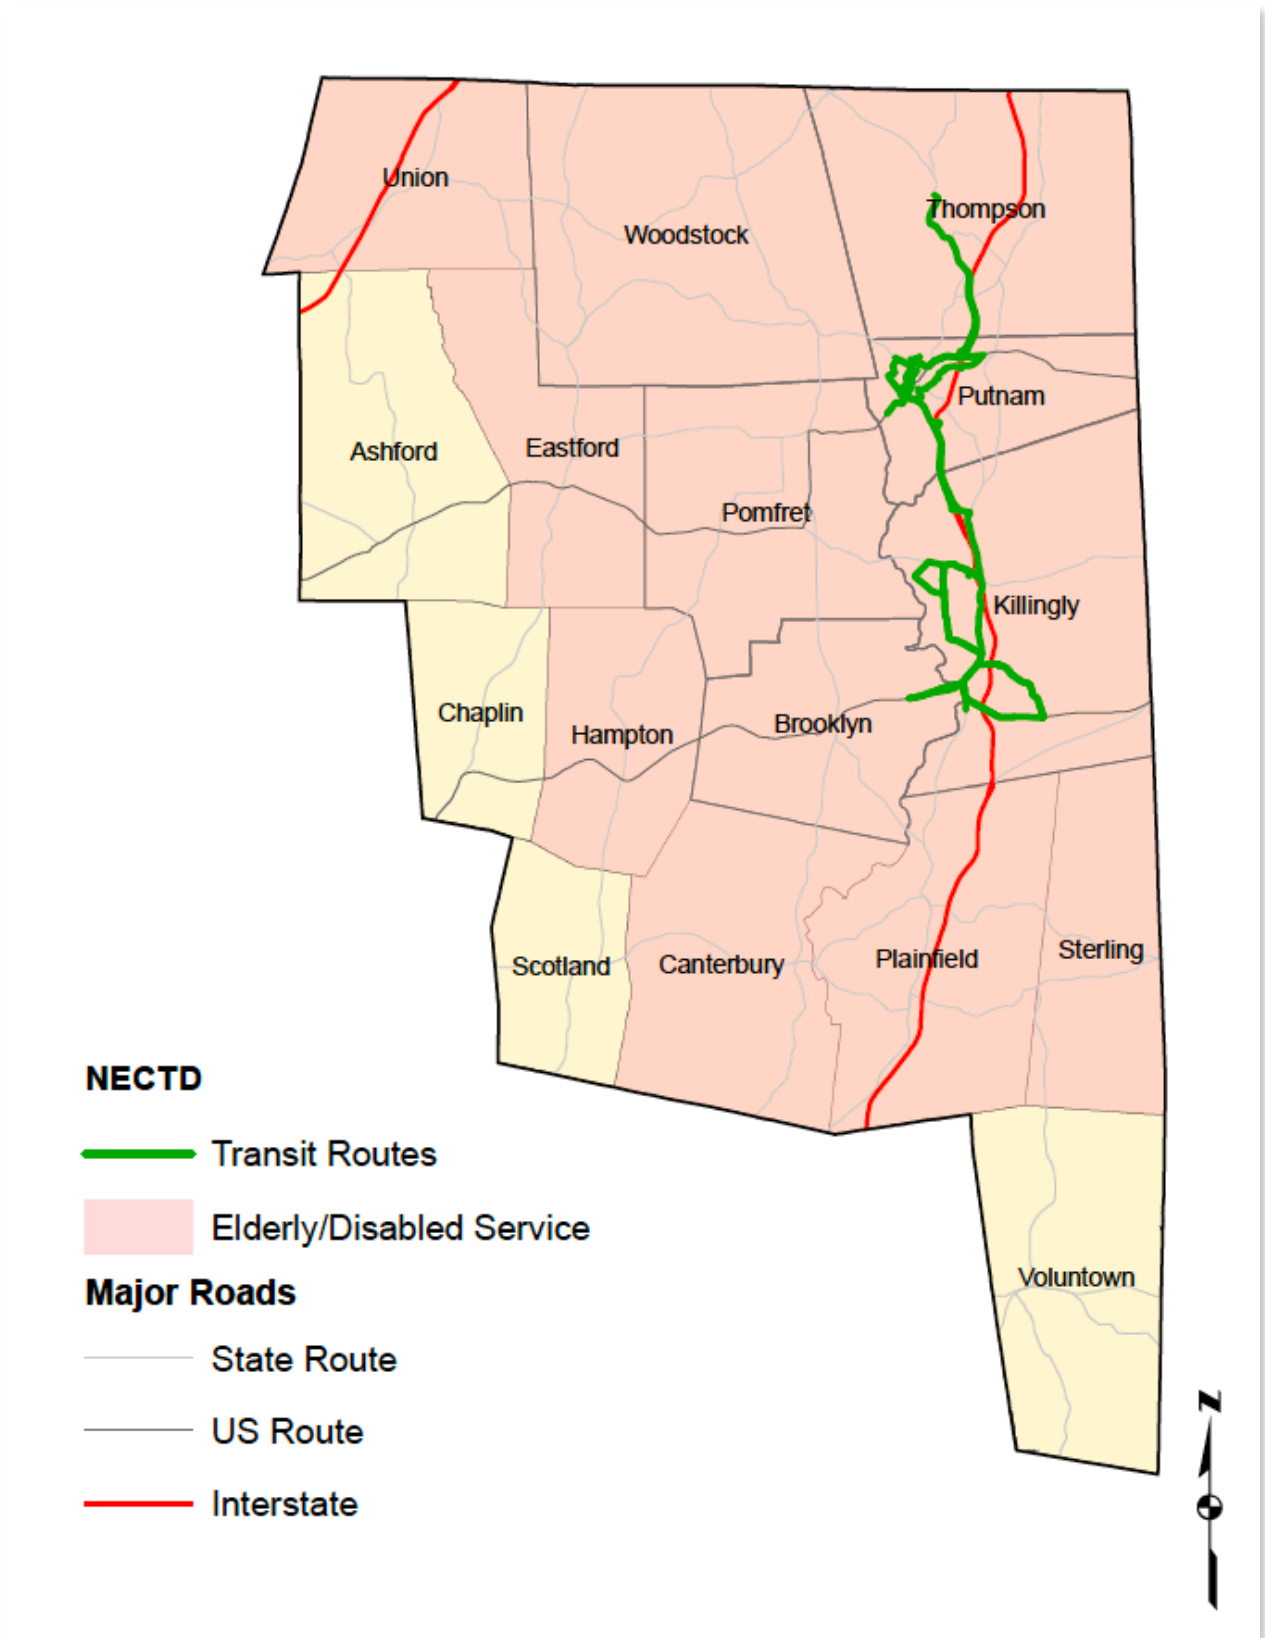 Union
Thompson
Woodstock
Putnam
Ashford
Eastford
Pomfret
Killingly
Chaplin
Hampton
Brooklyn
Scotland
Canterbury
Plainfield
Sterling
NECTD
Transit Routes
Elderly/Disabled Service
Major Roads
State Route
US Route
Interstate
Voluntown
N